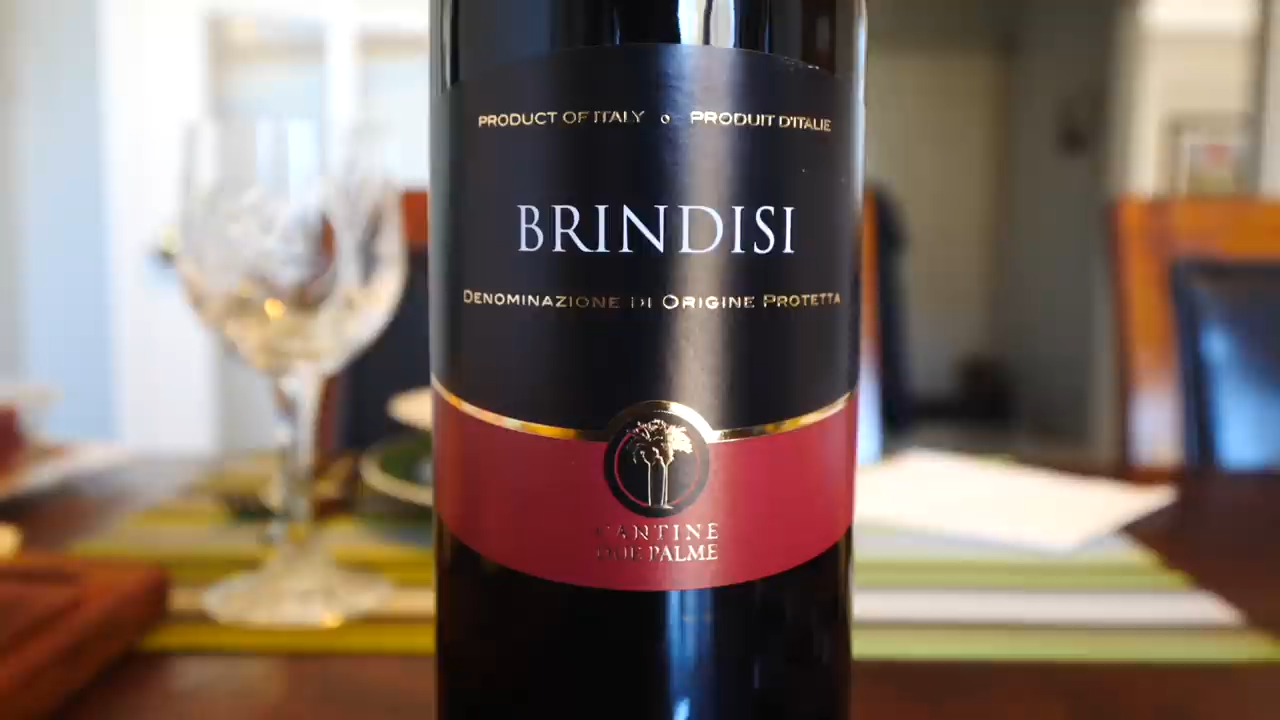 PRODUCT OF ITALY o PRODUIT D'ITALIE
BRINDISI
DENOMINAZIONE DI ORIGINE PROTETTA
CANTINE
DUE PALME